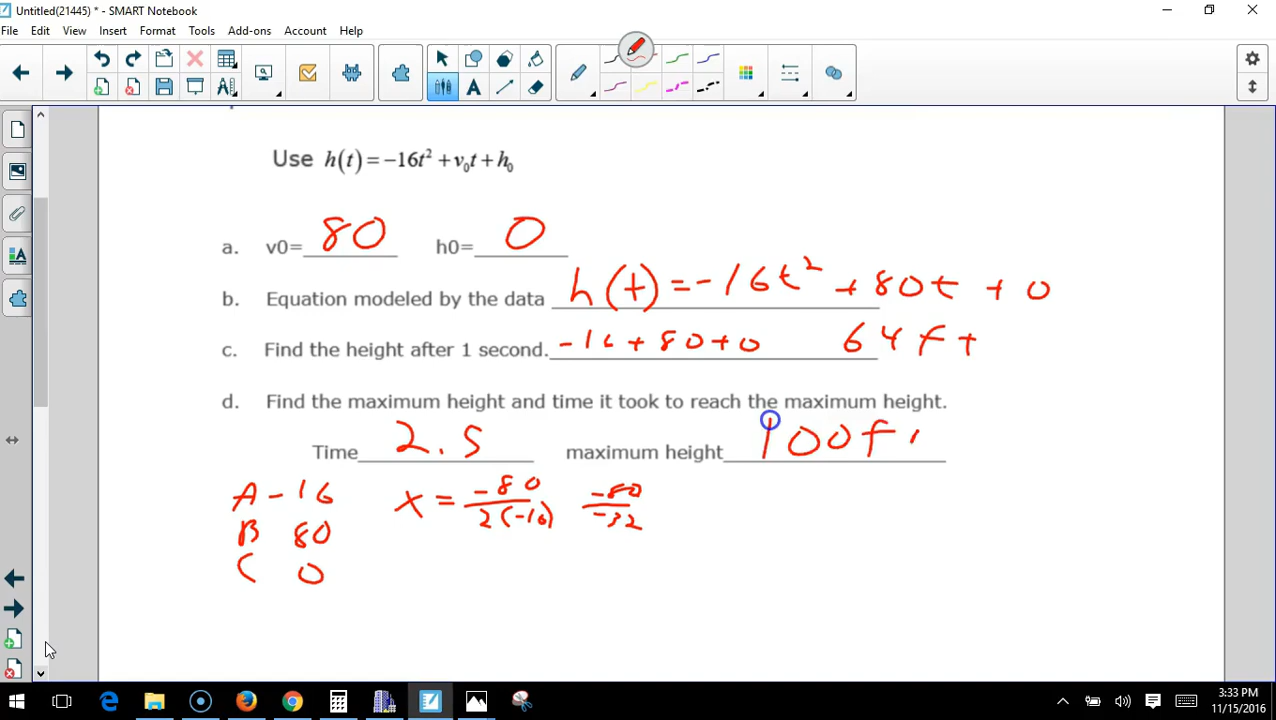 Untitled(21445) * - SMART Notebook
File Edit View Insert Format Tools Add-ons Account Help
Use h(t) = −16t² + v₀t + h₀
a. v0= 80 h0= 0
b. Equation modeled by the data h(t) = -16t² + 80t + 0
c. Find the height after 1 second. -16 + 80 + 0 64 ft
d. Find the maximum height and time it took to reach the maximum height.
Time 2.5 maximum height 100 f
A -16 x = -80 / 2(-16) -80 / -32
B 80
C 0
3:33 PM
11/15/2016